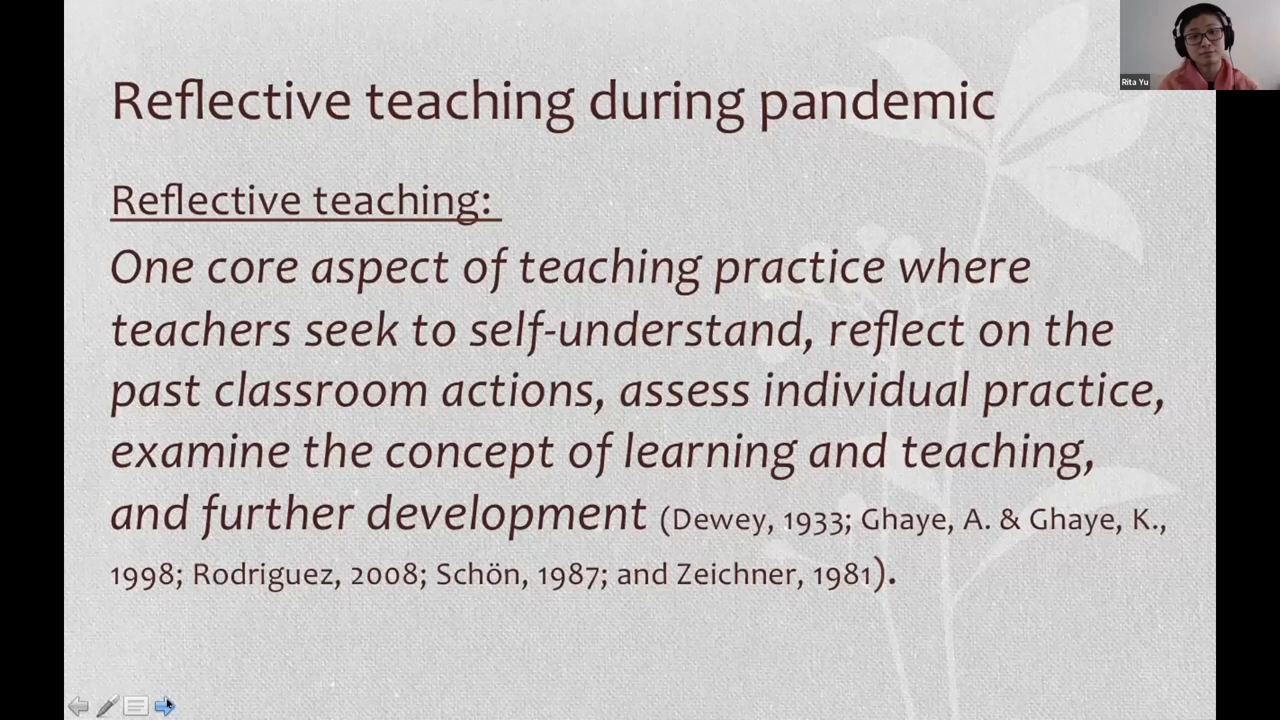 Reflective teaching during pandemic
Rita Yu
Reflective teaching:
One core aspect of teaching practice where
teachers seek to self-understand, reflect on the
past classroom actions, assess individual practice,
examine the concept of learning and teaching,
and further development (Dewey, 1933; Ghaye, A. & Ghaye, K.,
1998; Rodriguez, 2008; Schön, 1987; and Zeichner, 1981).